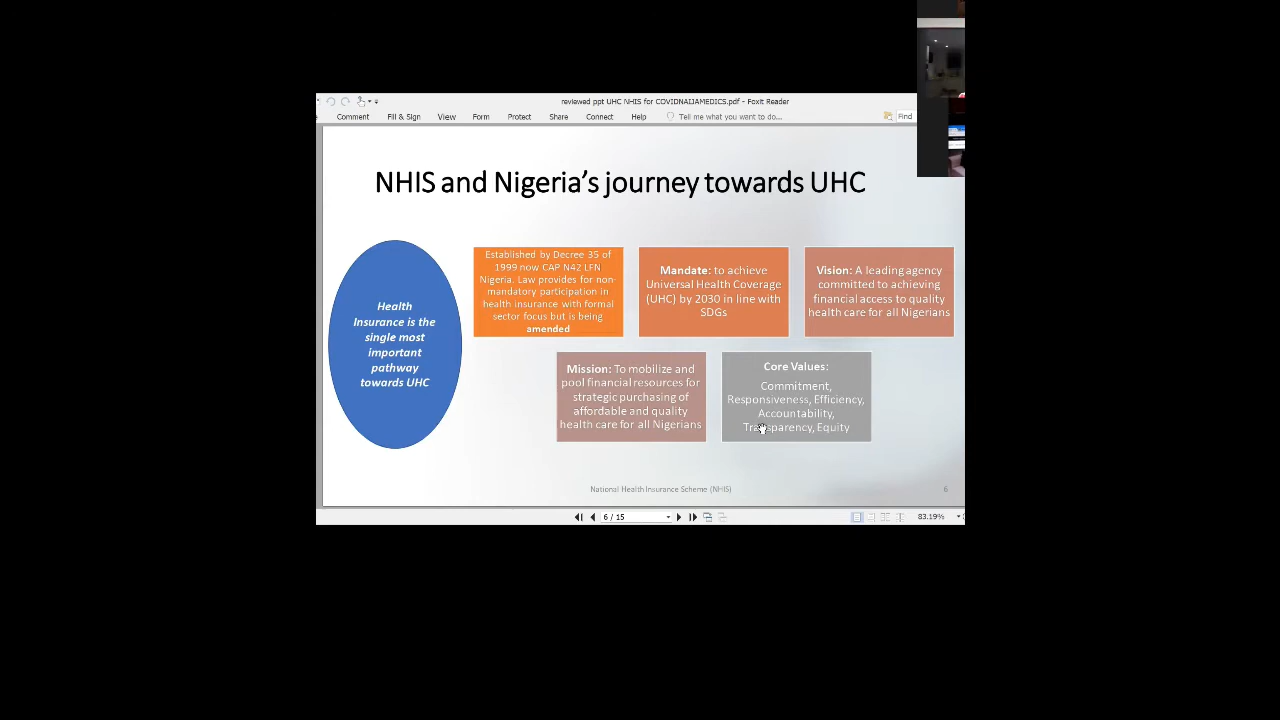 reviewed ppt UHC NHIS for COVIDNAIJAMEDICS.pdf - Foxit Reader
Comment Fill & Sign View Form Protect Share Connect Help Tell me what you want to do... Find
NHIS and Nigeria's journey towards UHC
Health
Insurance is the
single most
important
pathway
towards UHC
Established by Decree 35 of
1999 now CAP N42 LFN
Nigeria. Law provides for non-
mandatory participation in
health insurance with formal
sector focus but is being
amended
Mandate: to achieve
Universal Health Coverage
(UHC) by 2030 in line with
SDGs
Vision: A leading agency
committed to achieving
financial access to quality
health care for all Nigerians
Mission: To mobilize and
pool financial resources for
strategic purchasing of
affordable and quality
health care for all Nigerians
Core Values:
Commitment,
Responsiveness, Efficiency,
Accountability,
Transparency, Equity
National Health Insurance Scheme (NHIS) 6
6 / 15 83.19%